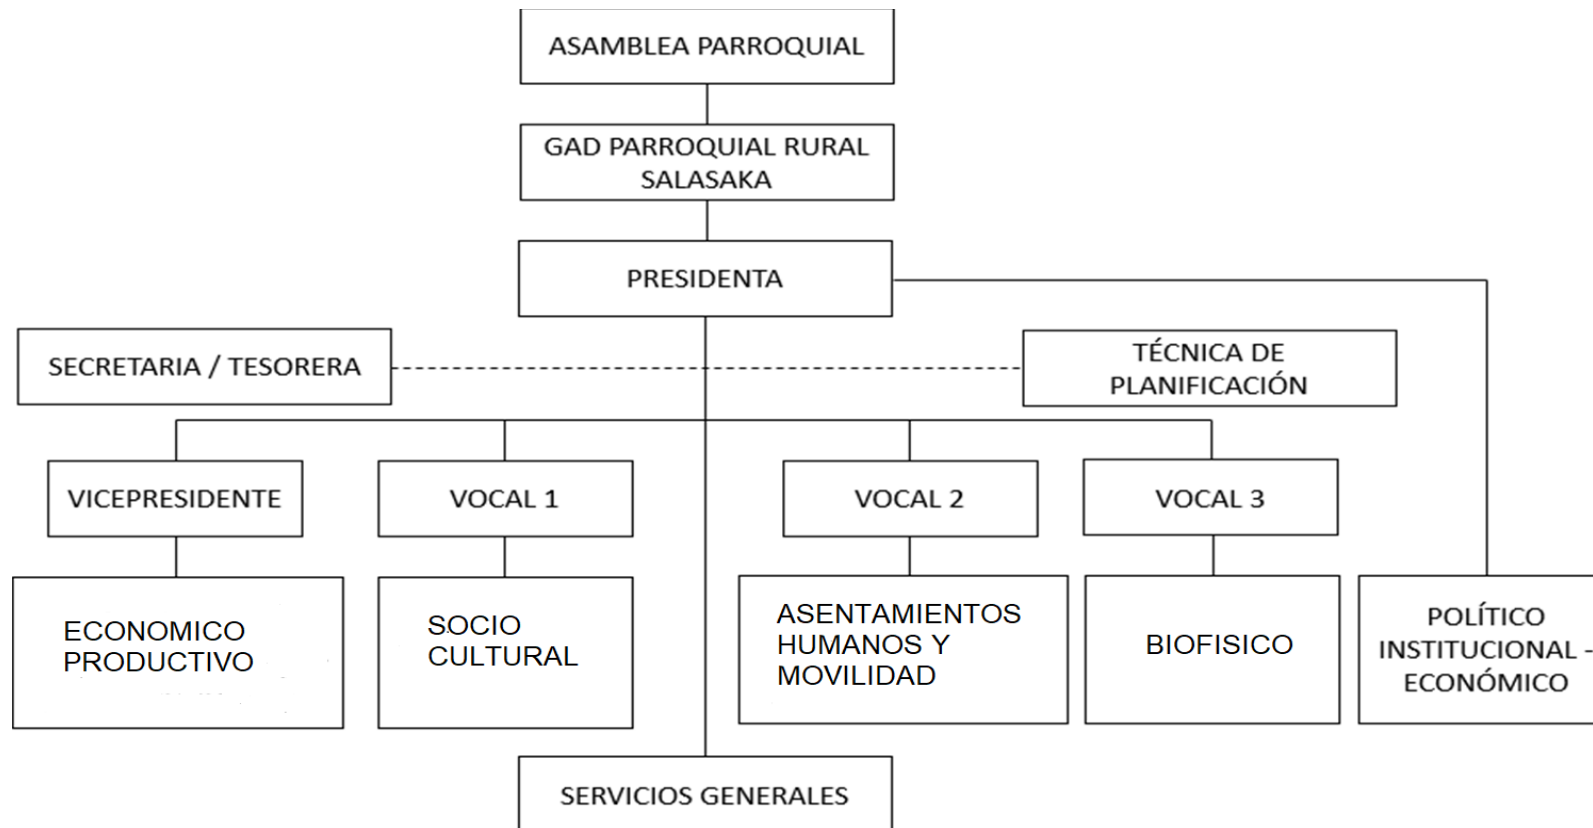 ASAMBLEA PARROQUIAL
GAD PARROQUIAL RURAL
SALASAKA
PRESIDENTA
SECRETARIA / TESORERA
TÉCNICA DE
PLANIFICACIÓN
VICEPRESIDENTE
VOCAL 1
VOCAL 2
VOCAL 3
ECONOMICO
PRODUCTIVO
SOCIO
CULTURAL
ASENTAMIENTOS
HUMANOS Y
MOVILIDAD
BIOFISICO
POLÍTICO
INSTITUCIONAL -
ECONÓMICO
SERVICIOS GENERALES